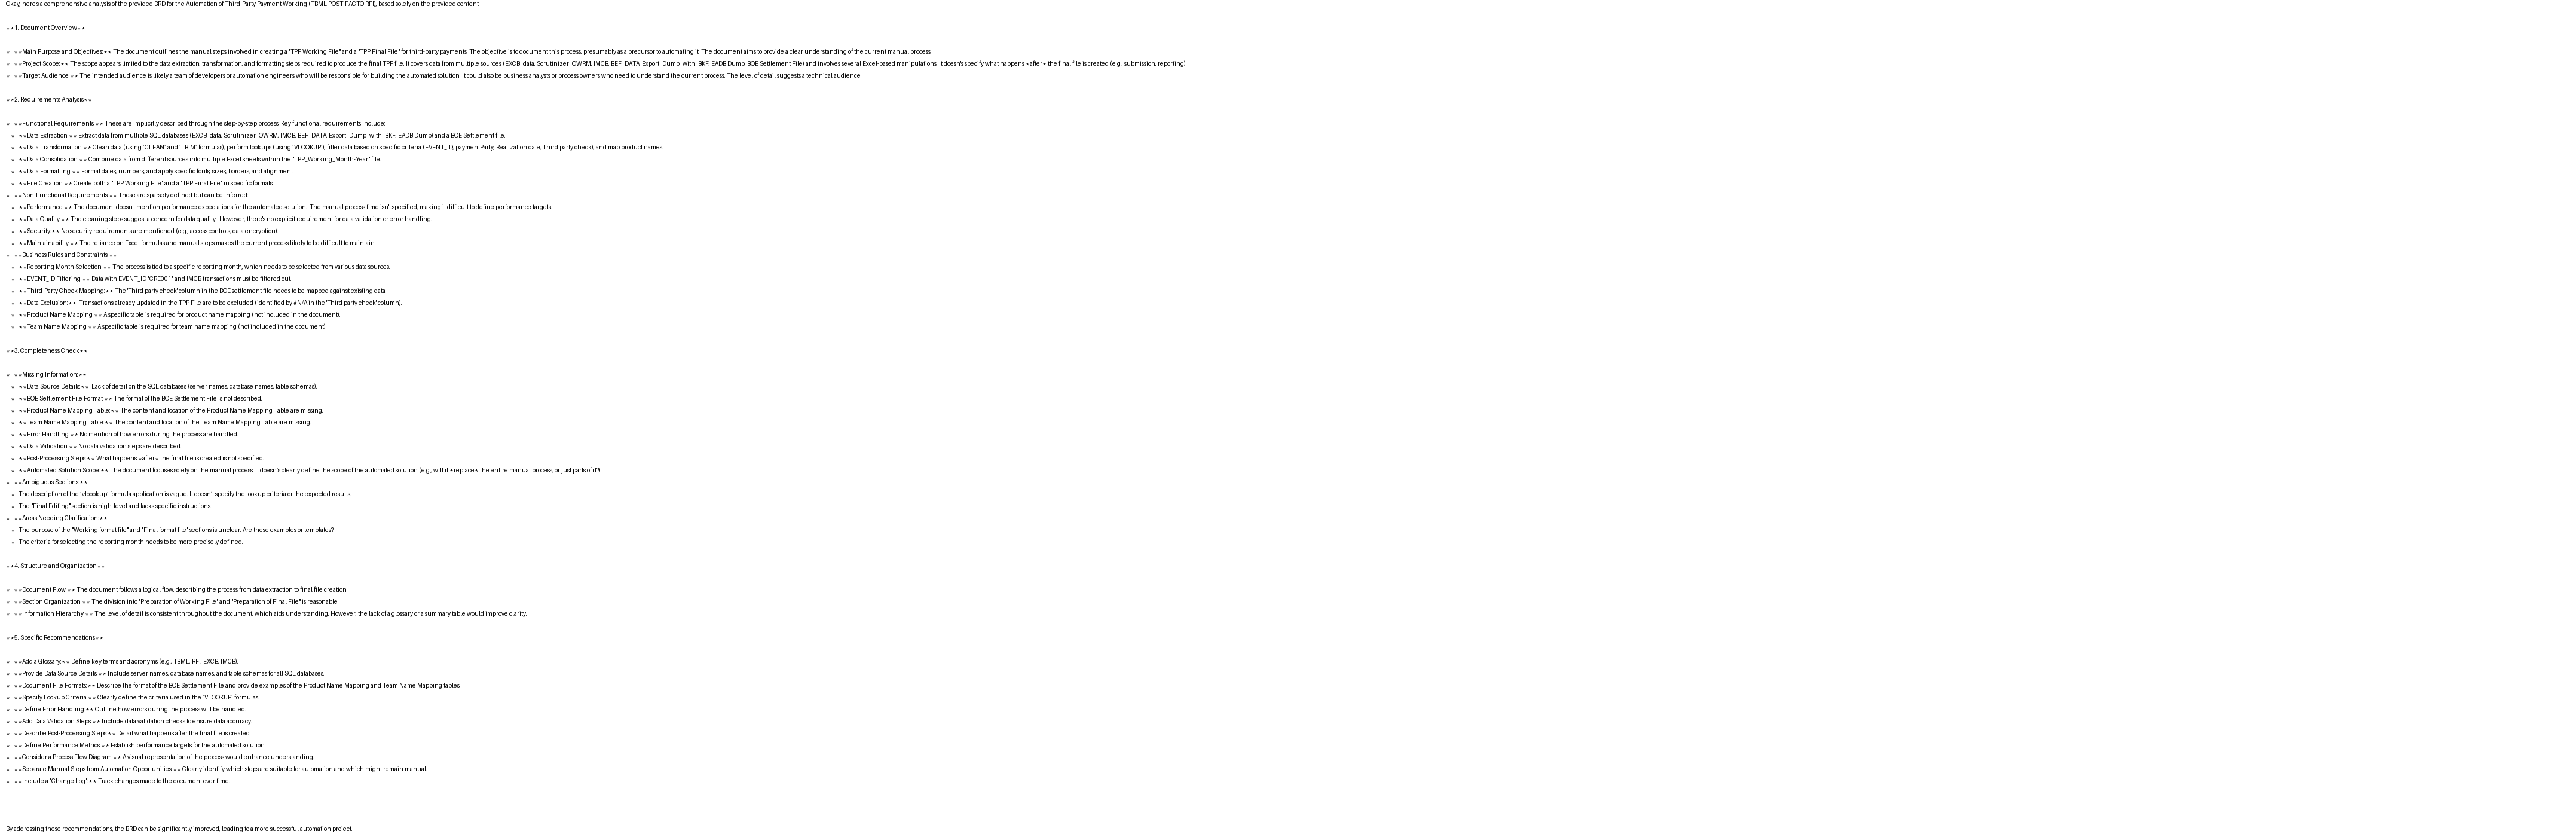 Okay, here's a comprehensive analysis of the provided BRD for the Automation of Third-Party Payment Working (TBML POST-FACTO RFI), based solely on the provided content.
**1. Document Overview**
* **Main Purpose and Objectives:** The document outlines the manual steps involved in creating a "TPP Working File" and a "TPP Final File" for third-party payments. The objective is to document this process, presumably as a precursor to automating it. The document aims to provide a clear understanding of the current manual process.
* **Project Scope:** The scope appears limited to the data extraction, transformation, and formatting steps required to produce the final TPP file. It covers data from multiple sources (EXCB_data, Scrutinizer_OWRM, IMCB, BEF_DATA, Export_Dump_with_BKF, EADB Dump, BOE Settlement File) and involves several Excel-based manipulations. It doesn't specify what happens *after* the final file is created (e.g., submission, reporting).
* **Target Audience:** The intended audience is likely a team of developers or automation engineers who will be responsible for building the automated solution. It could also be business analysts or process owners who need to understand the current process. The level of detail suggests a technical audience.
**2. Requirements Analysis**
* **Functional Requirements:** These are implicitly described through the step-by-step process. Key functional requirements include:
* **Data Extraction:** Extract data from multiple SQL databases (EXCB_data, Scrutinizer_OWRM, IMCB, BEF_DATA, Export_Dump_with_BKF, EADB Dump) and a BOE Settlement file.
* **Data Transformation:** Clean data (using `CLEAN` and `TRIM` formulas), perform lookups (using `VLOOKUP`), filter data based on specific criteria (EVENT_ID, paymentParty, Realization date, Third party check), and map product names.
* **Data Consolidation:** Combine data from different sources into multiple Excel sheets within the "TPP_Working_Month-Year" file.
* **Data Formatting:** Format dates, numbers, and apply specific fonts, sizes, borders, and alignment.
* **File Creation:** Create both a "TPP Working File" and a "TPP Final File" in specific formats.
* **Non-Functional Requirements:** These are sparsely defined but can be inferred:
* **Performance:** The document doesn't mention performance expectations for the automated solution. The manual process time isn't specified, making it difficult to define performance targets.
* **Data Quality:** The cleaning steps suggest a concern for data quality. However, there's no explicit requirement for data validation or error handling.
* **Security:** No security requirements are mentioned (e.g., access controls, data encryption).
* **Maintainability:** The reliance on Excel formulas and manual steps makes the current process likely to be difficult to maintain.
* **Business Rules and Constraints:**
* **Reporting Month Selection:** The process is tied to a specific reporting month, which needs to be selected from various data sources.
* **EVENT_ID Filtering:** Data with EVENT_ID "CRE001" and IMCB transactions must be filtered out.
* **Third-Party Check Mapping:** The 'Third party check' column in the BOE settlement file needs to be mapped against existing data.
* **Data Exclusion:** Transactions already updated in the TPP File are to be excluded (identified by #N/A in the 'Third party check' column).
* **Product Name Mapping:** A specific table is required for product name mapping (not included in the document).
* **Team Name Mapping:** A specific table is required for team name mapping (not included in the document).
**3. Completeness Check**
* **Missing Information:**
* **Data Source Details:** Lack of detail on the SQL databases (server names, database names, table schemas).
* **BOE Settlement File Format:** The format of the BOE Settlement File is not described.
* **Product Name Mapping Table:** The content and location of the Product Name Mapping Table are missing.
* **Team Name Mapping Table:** The content and location of the Team Name Mapping Table are missing.
* **Error Handling:** No mention of how errors during the process are handled.
* **Data Validation:** No data validation steps are described.
* **Post-Processing Steps:** What happens *after* the final file is created is not specified.
* **Automated Solution Scope:** The document focuses solely on the manual process. It doesn't clearly define the scope of the automated solution (e.g., will it *replace* the entire manual process, or just parts of it?).
* **Ambiguous Sections:**
* The description of the `vloookup` formula application is vague. It doesn't specify the lookup criteria or the expected results.
* The "Final Editing" section is high-level and lacks specific instructions.
* **Areas Needing Clarification:**
* The purpose of the "Working format file" and "Final format file" sections is unclear. Are these examples or templates?
* The criteria for selecting the reporting month needs to be more precisely defined.
**4. Structure and Organization**
* **Document Flow:** The document follows a logical flow, describing the process from data extraction to final file creation.
* **Section Organization:** The division into "Preparation of Working File" and "Preparation of Final File" is reasonable.
* **Information Hierarchy:** The level of detail is consistent throughout the document, which aids understanding. However, the lack of a glossary or a summary table would improve clarity.
**5. Specific Recommendations**
* **Add a Glossary:** Define key terms and acronyms (e.g., TBML, RFI, EXCB, IMCB).
* **Provide Data Source Details:** Include server names, database names, and table schemas for all SQL databases.
* **Document File Formats:** Describe the format of the BOE Settlement File and provide examples of the Product Name Mapping and Team Name Mapping tables.
* **Specify Lookup Criteria:** Clearly define the criteria used in the `VLOOKUP` formulas.
* **Define Error Handling:** Outline how errors during the process will be handled.
* **Add Data Validation Steps:** Include data validation checks to ensure data accuracy.
* **Describe Post-Processing Steps:** Detail what happens after the final file is created.
* **Define Performance Metrics:** Establish performance targets for the automated solution.
* **Consider a Process Flow Diagram:** A visual representation of the process would enhance understanding.
* **Separate Manual Steps from Automation Opportunities:** Clearly identify which steps are suitable for automation and which might remain manual.
* **Include a "Change Log":** Track changes made to the document over time.
By addressing these recommendations, the BRD can be significantly improved, leading to a more successful automation project.